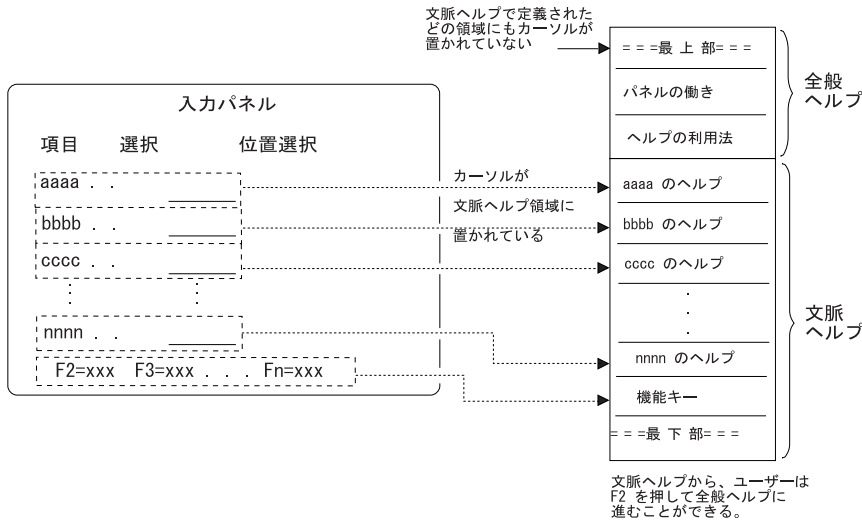 文脈ヘルプで定義された
どの領域にもカーソルが
置かれていない
===最 上 部===
パネルの働き
ヘルプの利用法
全般
ヘルプ
入力パネル
項目 選択 位置選択
aaaa . .
bbbb . .
cccc . .
nnnn . .
F2=xxx F3=xxx . . . Fn=xxx
カーソルが
文脈ヘルプ領域に
置かれている
aaaa のヘルプ
bbbb のヘルプ
cccc のヘルプ
nnnn のヘルプ
機能キー
===最 下 部===
文脈
ヘルプ
文脈ヘルプから、ユーザーは
F2 を押して全般ヘルプに
進むことができる。